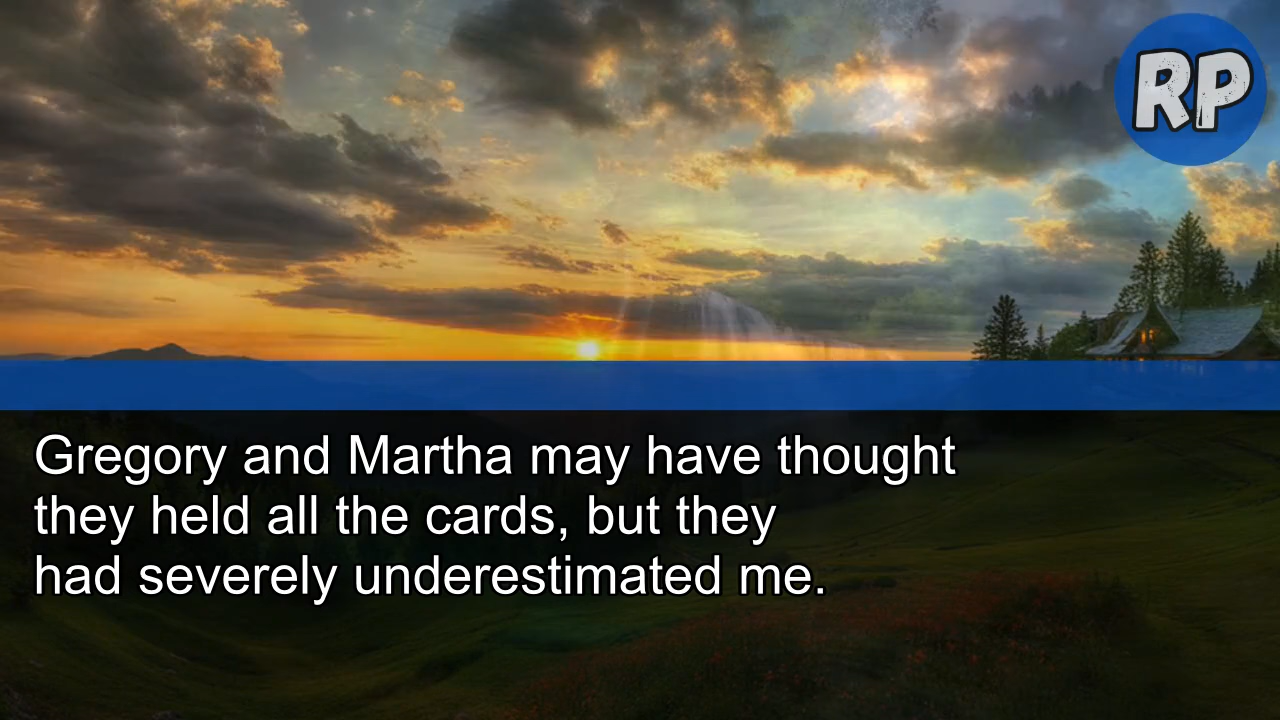 RP
Gregory and Martha may have thought
they held all the cards, but they
had severely underestimated me.